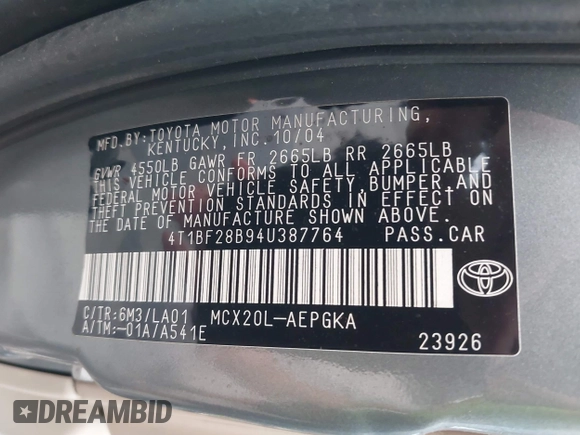 MFD.BY:TOYOTA MOTOR MANUFACTURING,
KENTUCKY,INC.10/04
GVWR 4550LB GAWR FR 2665LB RR 2665LB
THIS VEHICLE CONFORMS TO ALL APPLICABLE
FEDERAL MOTOR VEHICLE SAFETY,BUMPER,AND
THEFT PREVENTION STANDARDS IN EFFECT ON
THE DATE OF MANUFACTURE SHOWN ABOVE.
4T1BF28B94U387764 PASS.CAR
C/TR:6M3/LA01 MCX20L-AEPGKA
A/TM:-01A/A541E
23926
DREAMBID